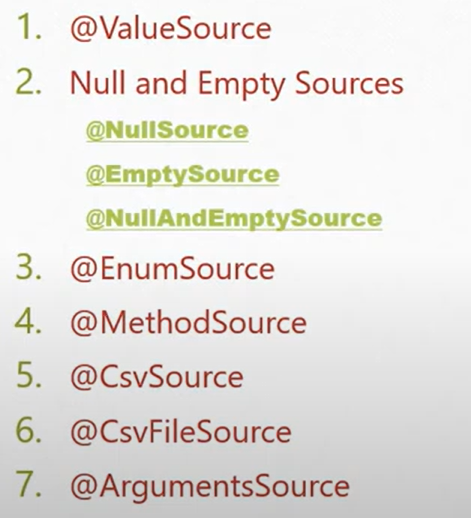 1. @ValueSource
2. Null and Empty Sources
@NullSource
@EmptySource
@NullAndEmptySource
3. @EnumSource
4. @MethodSource
5. @CsvSource
6. @CsvFileSource
7. @ArgumentsSource